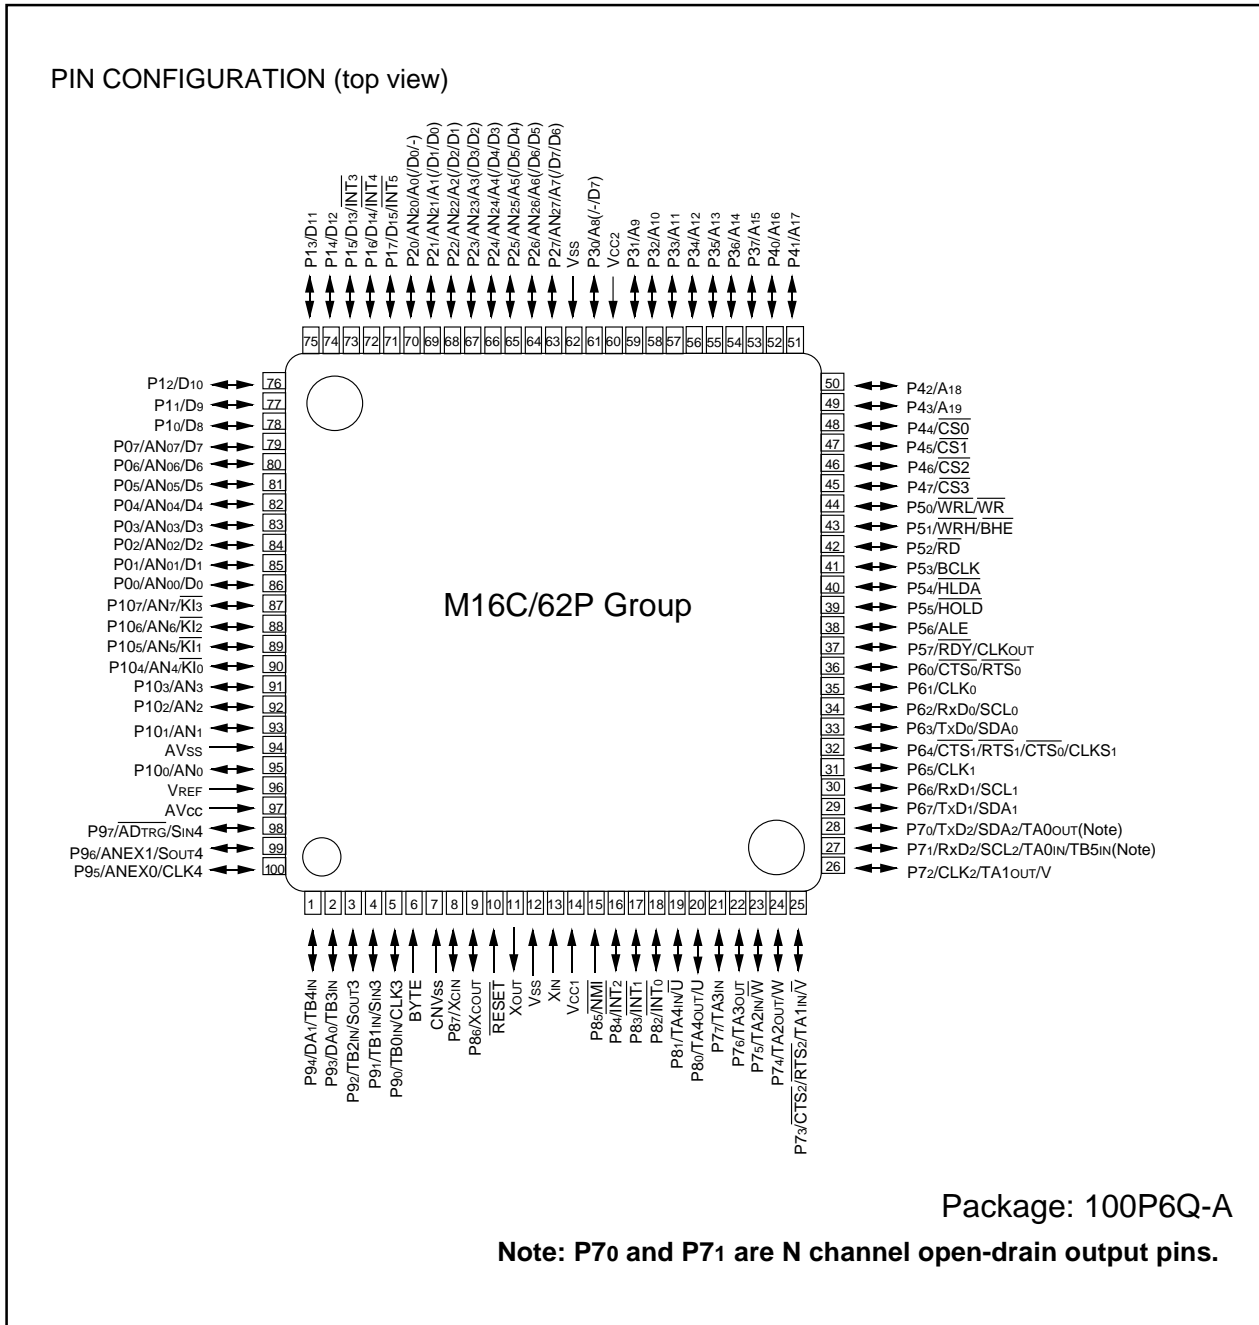 PIN CONFIGURATION (top view)
P13/D11
P14/D12
P15/D13/INT3
P16/D14/INT4
P17/D15/INT5
P20/AN20/A0(/D0/-)
P21/AN21/A1(/D1/D0)
P22/AN22/A2(/D2/D1)
P23/AN23/A3(/D3/D2)
P24/AN24/A4(/D4/D3)
P25/AN25/A5(/D5/D4)
P26/AN26/A6(/D6/D5)
P27/AN27/A7(/D7/D6)
Vss
P30/A8(/-/D7)
VCC2
P31/A9
P32/A10
P33/A11
P34/A12
P35/A13
P36/A14
P37/A15
P40/A16
P41/A17
75 74 73 72 71 70 69 68 67 66 65 64 63 62 61 60 59 58 57 56 55 54 53 52 51
P12/D10 76
P11/D9 77
P10/D8 78
P07/AN07/D7 79
P06/AN06/D6 80
P05/AN05/D5 81
P04/AN04/D4 82
P03/AN03/D3 83
P02/AN02/D2 84
P01/AN01/D1 85
P00/AN00/D0 86
P107/AN7/KI3 87
P106/AN6/KI2 88
P105/AN5/KI1 89
P104/AN4/KI0 90
P103/AN3 91
P102/AN2 92
P101/AN1 93
AVss 94
P100/AN0 95
VREF 96
AVcc 97
P97/ADTRG/SIN4 98
P96/ANEX1/SOUT4 99
P95/ANEX0/CLK4 100
M16C/62P Group
50 P42/A18
49 P43/A19
48 P44/CS0
47 P45/CS1
46 P46/CS2
45 P47/CS3
44 P50/WRL/WR
43 P51/WRH/BHE
42 P52/RD
41 P53/BCLK
40 P54/HLDA
39 P55/HOLD
38 P56/ALE
37 P57/RDY/CLKOUT
36 P60/CTS0/RTS0
35 P61/CLK0
34 P62/RxD0/SCL0
33 P63/TxD0/SDA0
32 P64/CTS1/RTS1/CTS0/CLKS1
31 P65/CLK1
30 P66/RxD1/SCL1
29 P67/TxD1/SDA1
28 P70/TxD2/SDA2/TA0OUT(Note)
27 P71/RxD2/SCL2/TA0IN/TB5IN(Note)
26 P72/CLK2/TA1OUT/V
1 2 3 4 5 6 7 8 9 10 11 12 13 14 15 16 17 18 19 20 21 22 23 24 25
P94/DA1/TB4IN
P93/DA0/TB3IN
P92/TB2IN/SOUT3
P91/TB1IN/SIN3
P90/TB0IN/CLK3
BYTE
CNVss
P87/XCIN
P86/XCOUT
RESET
XOUT
Vss
XIN
VCC1
P85/NMI
P84/INT2
P83/INT1
P82/INT0
P81/TA4IN/U
P80/TA4OUT/U
P77/TA3IN
P76/TA3OUT
P75/TA2IN/W
P74/TA2OUT/W
P73/CTS2/RTS2/TA1IN/V
Package: 100P6Q-A
Note: P70 and P71 are N channel open-drain output pins.